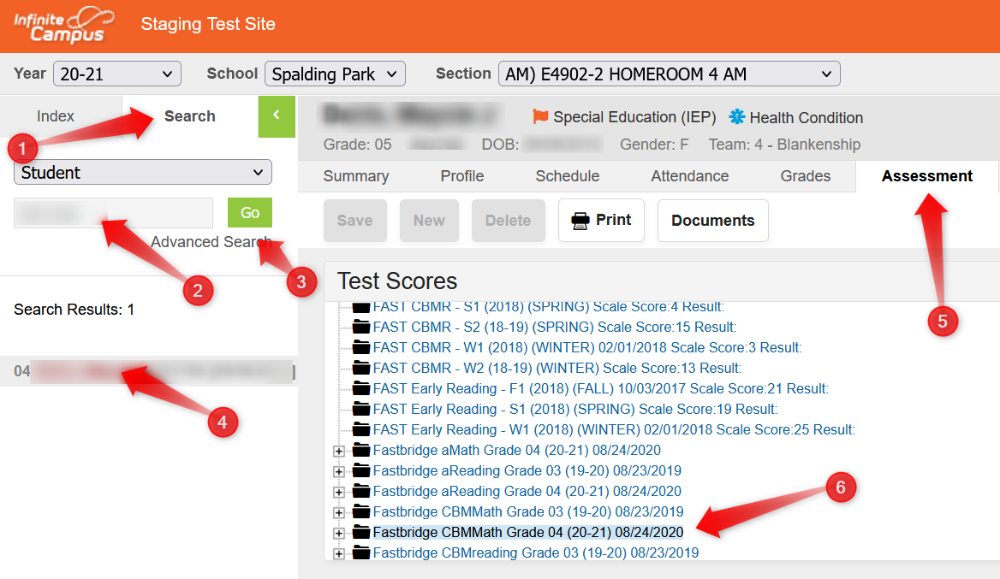 Infinite Campus
Staging Test Site
Year 20-21 School Spalding Park Section AM) E4902-2 HOMEROOM 4 AM
Index Search <
Special Education (IEP) Health Condition
Grade: 05 DOB: Gender: F Team: 4 - Blankenship
1
Student
Summary Profile Schedule Attendance Grades Assessment
Go
Save New Delete Print Documents
Advanced Search
2
3
5
Test Scores
Search Results: 1
FAST CBMR - S1 (2018) (SPRING) Scale Score:4 Result:
FAST CBMR - S2 (18-19) (SPRING) Scale Score:15 Result:
FAST CBMR - W1 (2018) (WINTER) 02/01/2018 Scale Score:3 Result:
FAST CBMR - W2 (18-19) (WINTER) Scale Score:13 Result:
FAST Early Reading - F1 (2018) (FALL) 10/03/2017 Scale Score:21 Result:
FAST Early Reading - S1 (2018) (SPRING) Scale Score:19 Result:
FAST Early Reading - W1 (2018) (WINTER) 02/01/2018 Scale Score:25 Result:
Fastbridge aMath Grade 04 (20-21) 08/24/2020
Fastbridge aReading Grade 03 (19-20) 08/23/2019
Fastbridge aReading Grade 04 (20-21) 08/24/2020
Fastbridge CBMMath Grade 03 (19-20) 08/23/2019
Fastbridge CBMMath Grade 04 (20-21) 08/24/2020
Fastbridge CBMreading Grade 03 (19-20) 08/23/2019
04
4
6